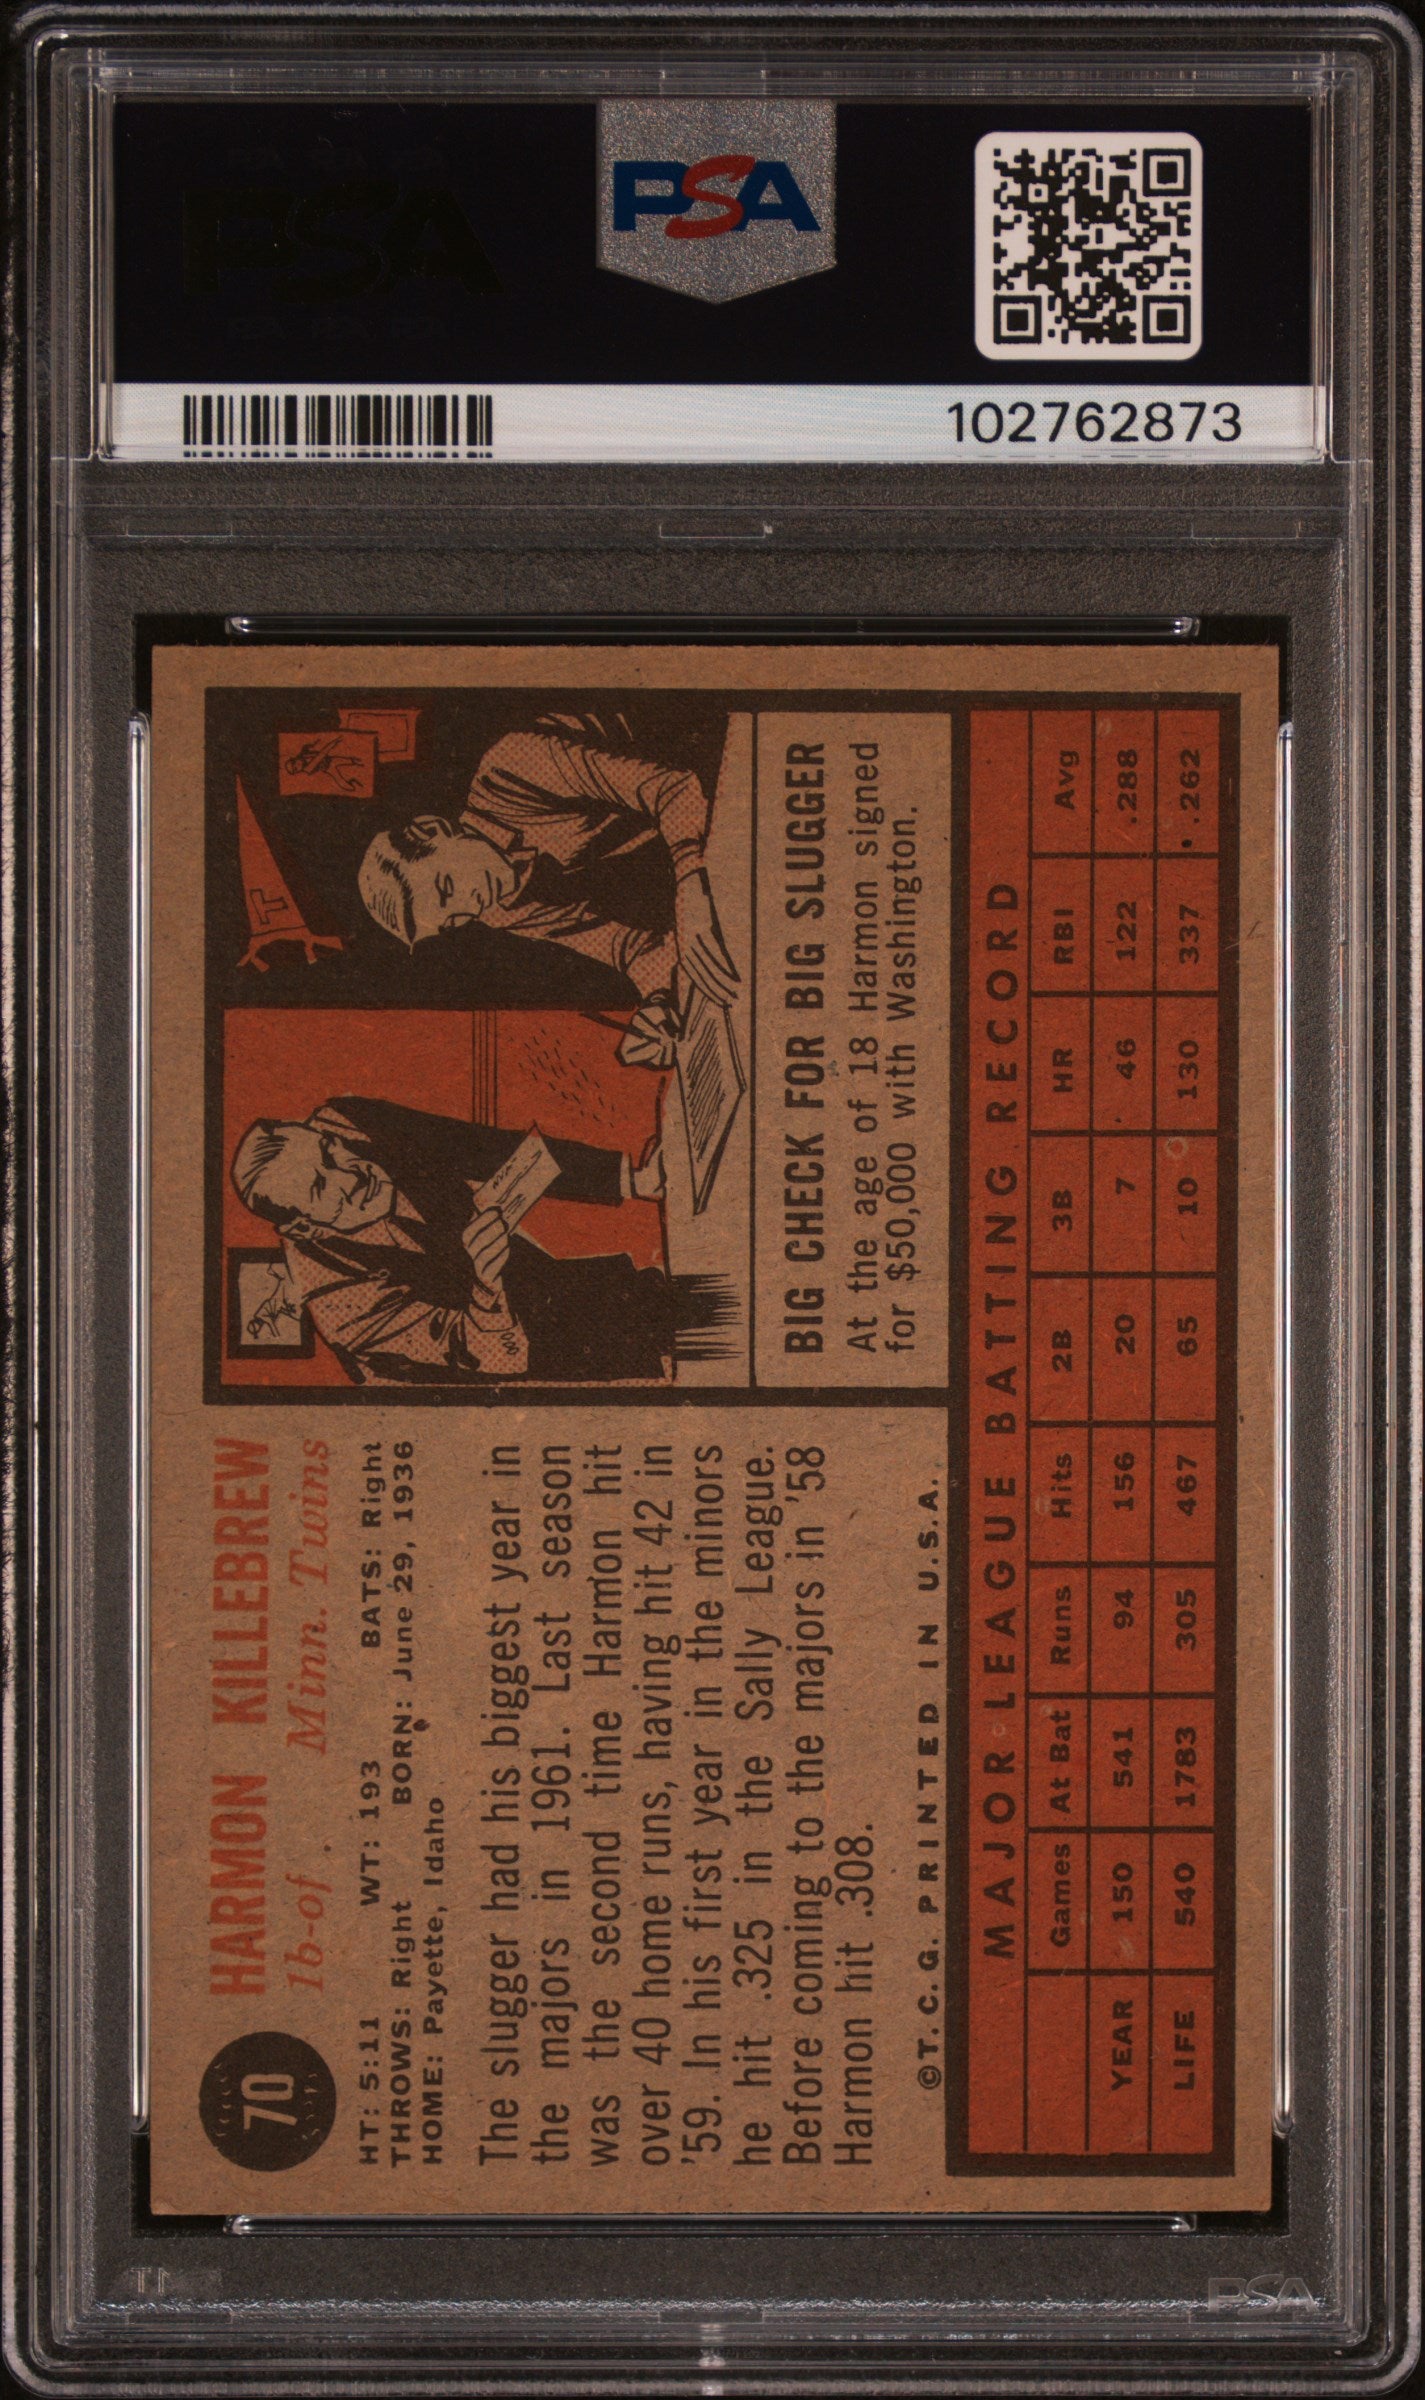 PSA
102762873
70
HARMON KILLEBREW
1b-of Minn. Twins
HT: 5:11 WT: 193 BATS: Right
THROWS: Right BORN: June 29, 1936
HOME: Payette, Idaho
The slugger had his biggest year in
the majors in 1961. Last season
was the second time Harmon hit
over 40 home runs, having hit 42 in
'59. In his first year in the minors
he hit .325 in the Sally League.
Before coming to the majors in '58
Harmon hit .308.
©T. C. G. PRINTED IN U.S.A.
T
BIG CHECK FOR BIG SLUGGER
At the age of 18 Harmon signed
for $50,000 with Washington.
MAJOR LEAGUE BATTING RECORD
Games At Bat Runs Hits 2B 3B HR RBI Avg
YEAR 150 541 94 156 20 7 46 122 .288
LIFE 540 1783 305 467 65 10 130 337 .262
PSA